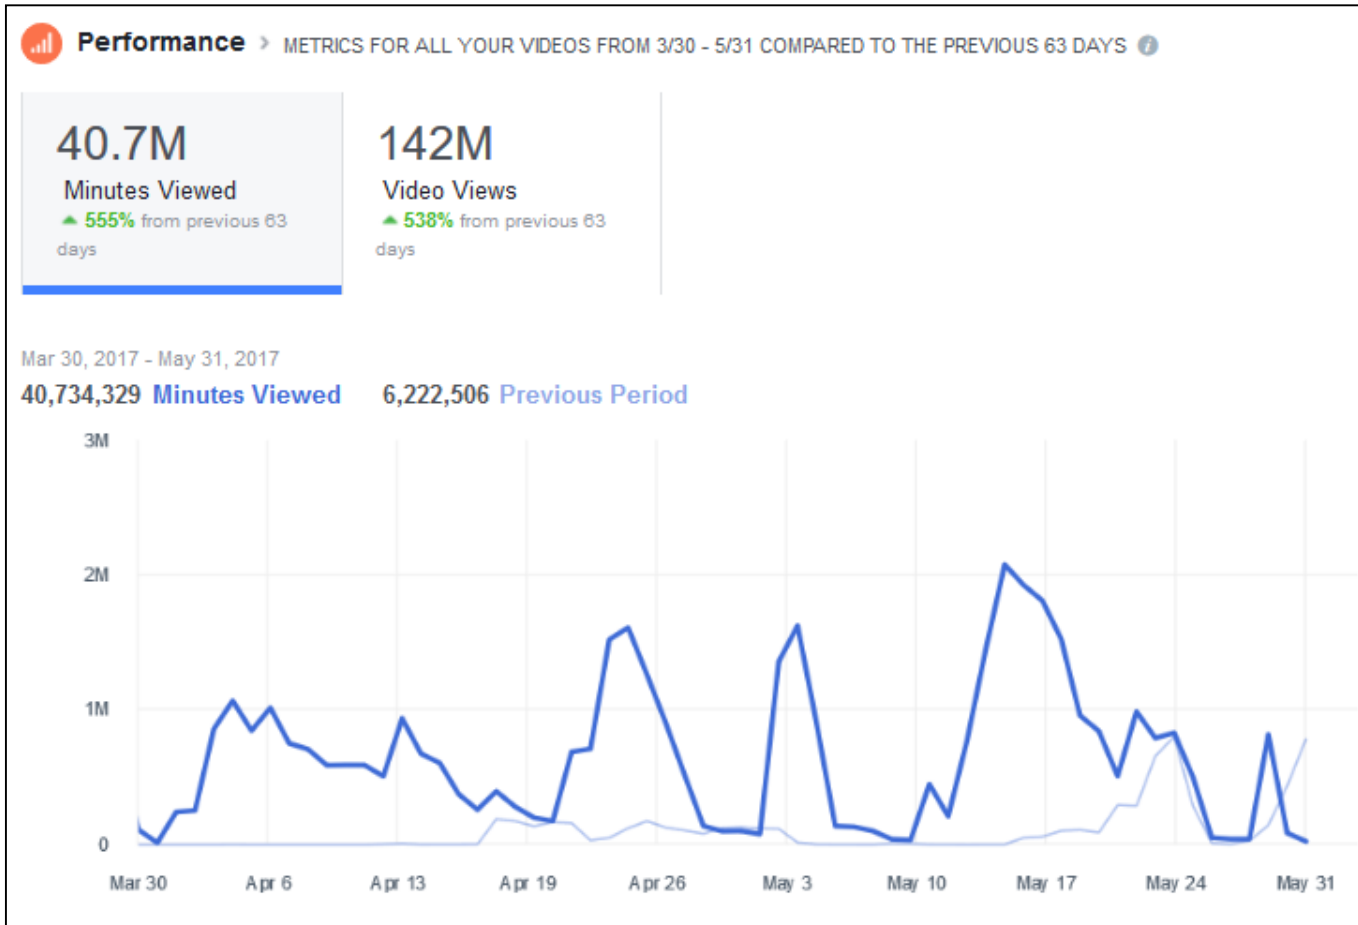 Performance > METRICS FOR ALL YOUR VIDEOS FROM 3/30 - 5/31 COMPARED TO THE PREVIOUS 63 DAYS i
40.7M
Minutes Viewed
555% from previous 63
days
142M
Video Views
538% from previous 63
days
Mar 30, 2017 - May 31, 2017
40,734,329 Minutes Viewed 6,222,506 Previous Period
3M
2M
1M
0
Mar 30 Apr 6 Apr 13 Apr 19 Apr 26 May 3 May 10 May 17 May 24 May 31